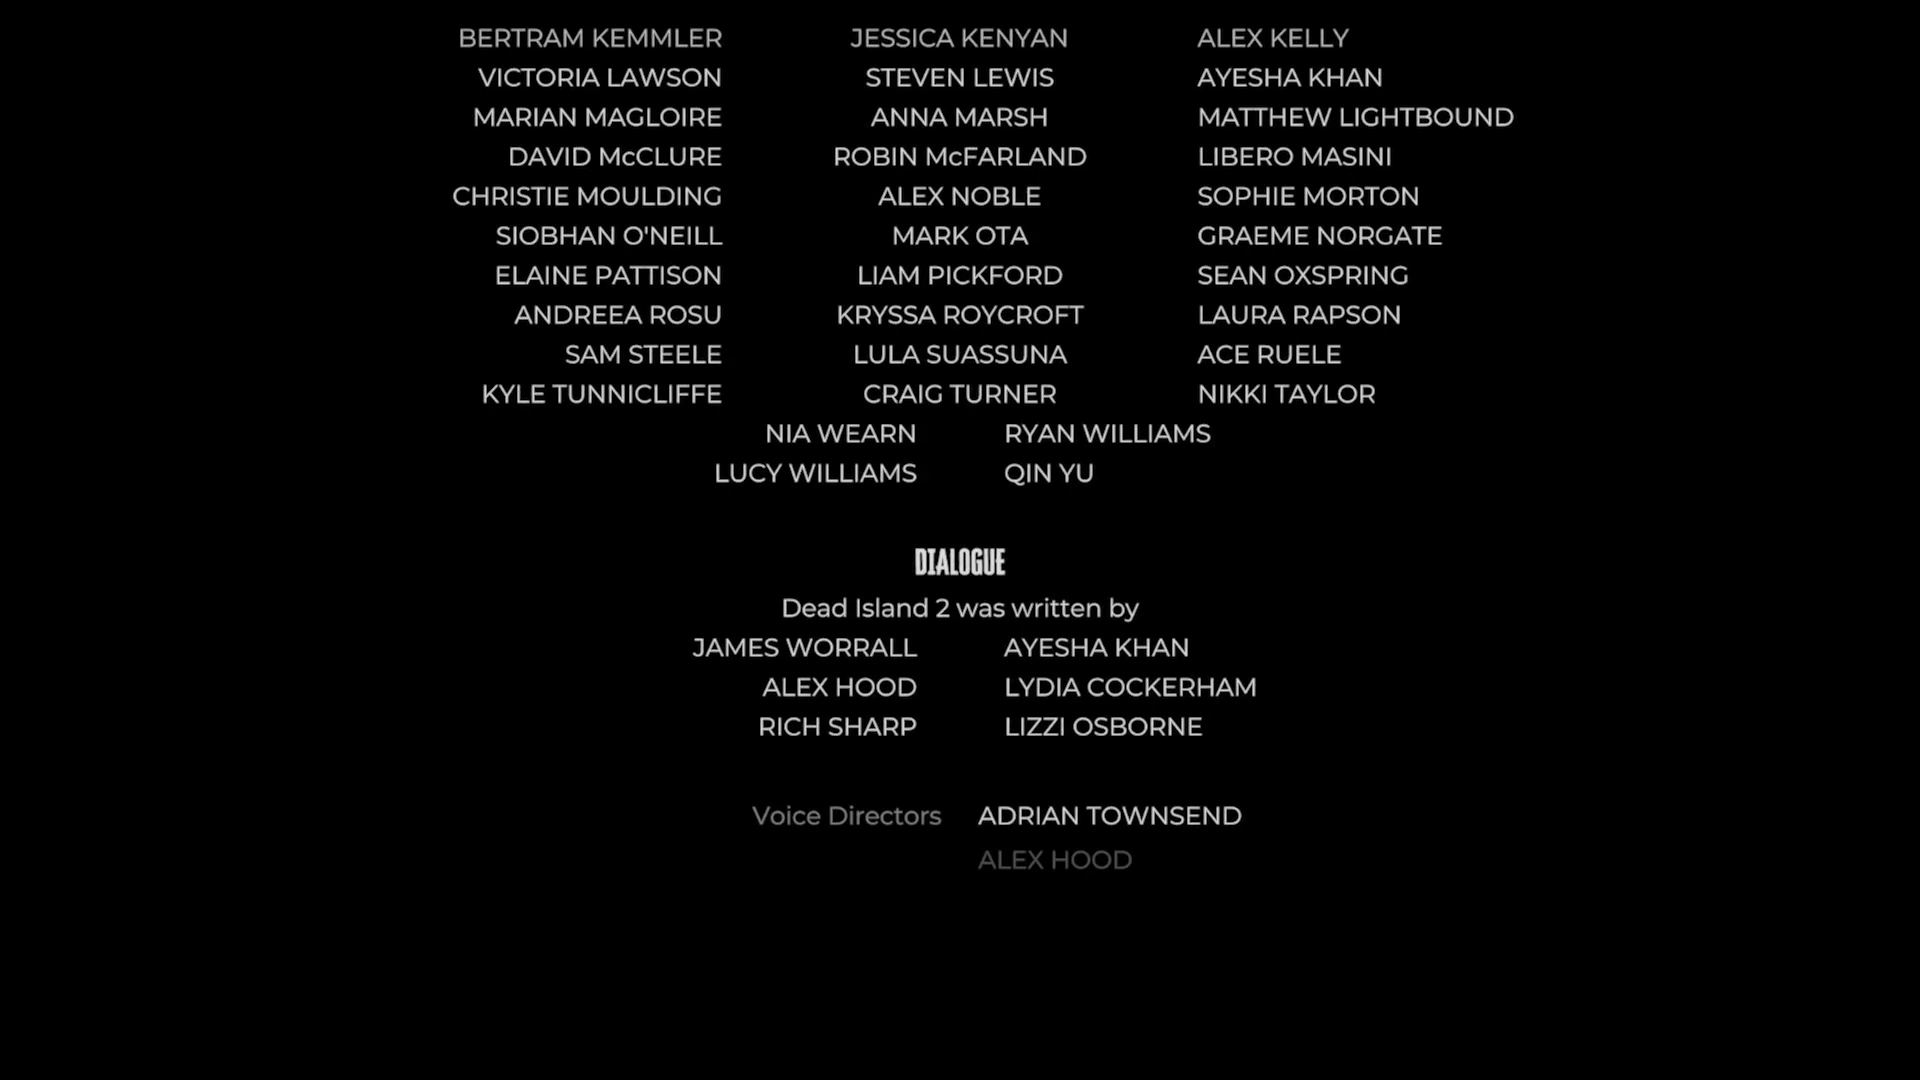 BERTRAM KEMMLER JESSICA KENYAN ALEX KELLY
VICTORIA LAWSON STEVEN LEWIS AYESHA KHAN
MARIAN MAGLOIRE ANNA MARSH MATTHEW LIGHTBOUND
DAVID McCLURE ROBIN McFARLAND LIBERO MASINI
CHRISTIE MOULDING ALEX NOBLE SOPHIE MORTON
SIOBHAN O'NEILL MARK OTA GRAEME NORGATE
ELAINE PATTISON LIAM PICKFORD SEAN OXSPRING
ANDREEA ROSU KRYSSA ROYCROFT LAURA RAPSON
SAM STEELE LULA SUASSUNA ACE RUELE
KYLE TUNNICLIFFE CRAIG TURNER NIKKI TAYLOR
NIA WEARN RYAN WILLIAMS
LUCY WILLIAMS QIN YU
DIALOGUE
Dead Island 2 was written by
JAMES WORRALL AYESHA KHAN
ALEX HOOD LYDIA COCKERHAM
RICH SHARP LIZZI OSBORNE
Voice Directors ADRIAN TOWNSEND
ALEX HOOD